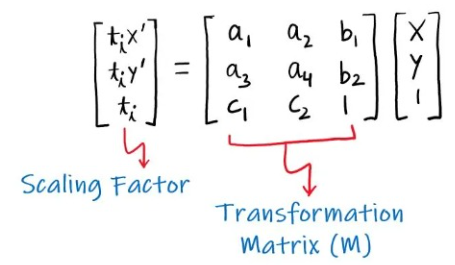 [tᵢx'] = [a₁ a₂ b₁] [x]
[tᵢy'] = [a₃ a₄ b₂] [y]
[tᵢ] = [c₁ c₂ 1] [1]
Scaling Factor
Transformation
Matrix (M)